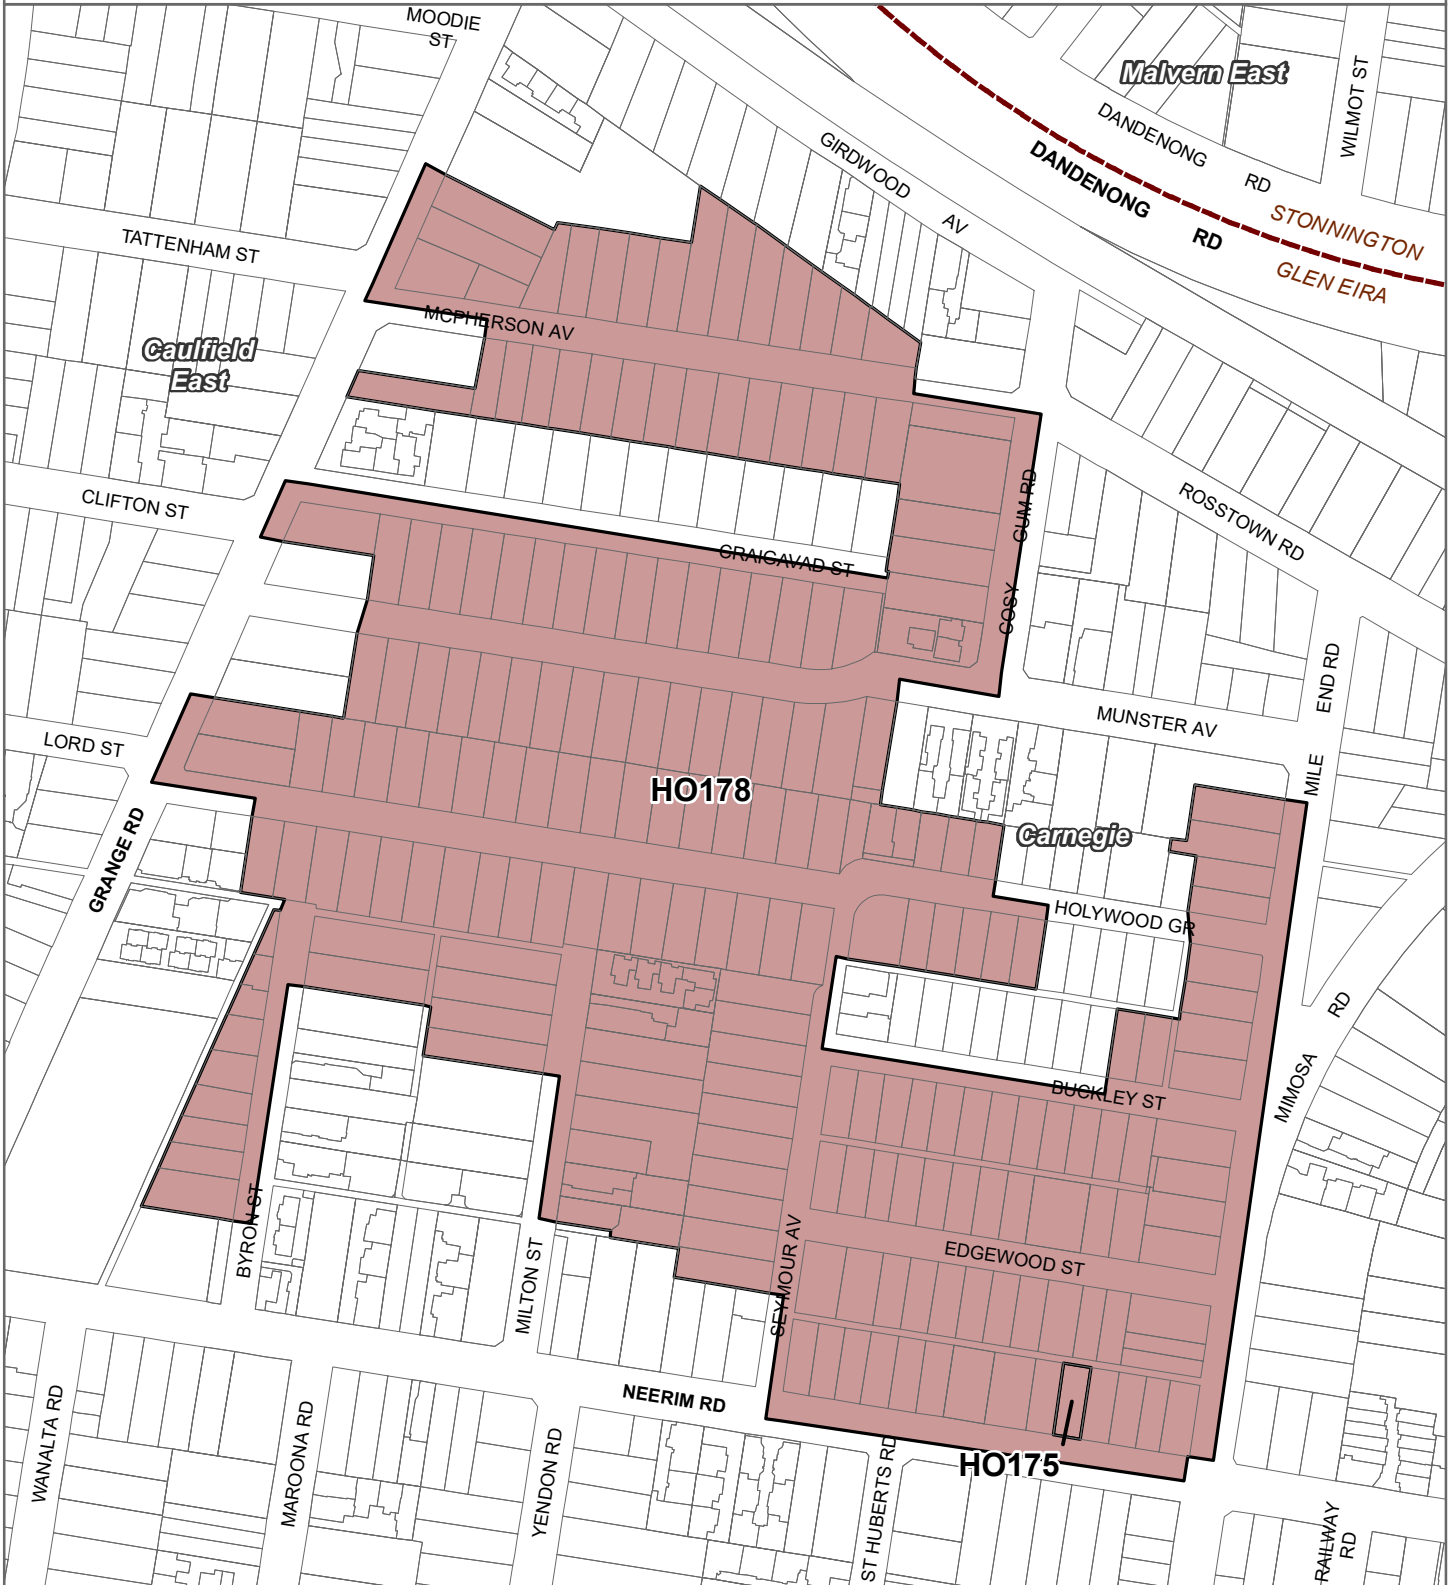 MOODIE
ST
Malvern East
WILMOT ST
DANDENONG
RD
GIRDWOOD
AV
DANDENONG
RD
STONNINGTON
GLEN EIRA
TATTENHAM ST
MCPHERSON AV
Caulfield
East
CLIFTON ST
GUM RD
COSY
ROSSTOWN RD
CRAIGAVAD ST
END RD
MILE
MUNSTER AV
LORD ST
HO178
Carnegie
GRANGE RD
HOLYWOOD GR
RD
MIMOSA
BUCKLEY ST
BYRON ST
MILTON ST
SEYMOUR AV
EDGEWOOD ST
NEERIM RD
WANALTA RD
MAROONA RD
YENDON RD
ST HUBERTS RD
HO175
RAILWAY
RD